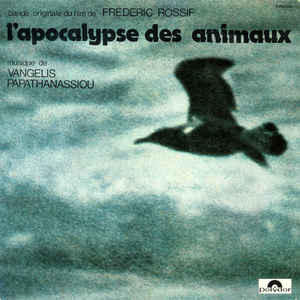 bande originale du film de FREDERIC ROSSIF
l'apocalypse des animaux
musique de
VANGELIS
PAPATHANASSIOU
Polydor